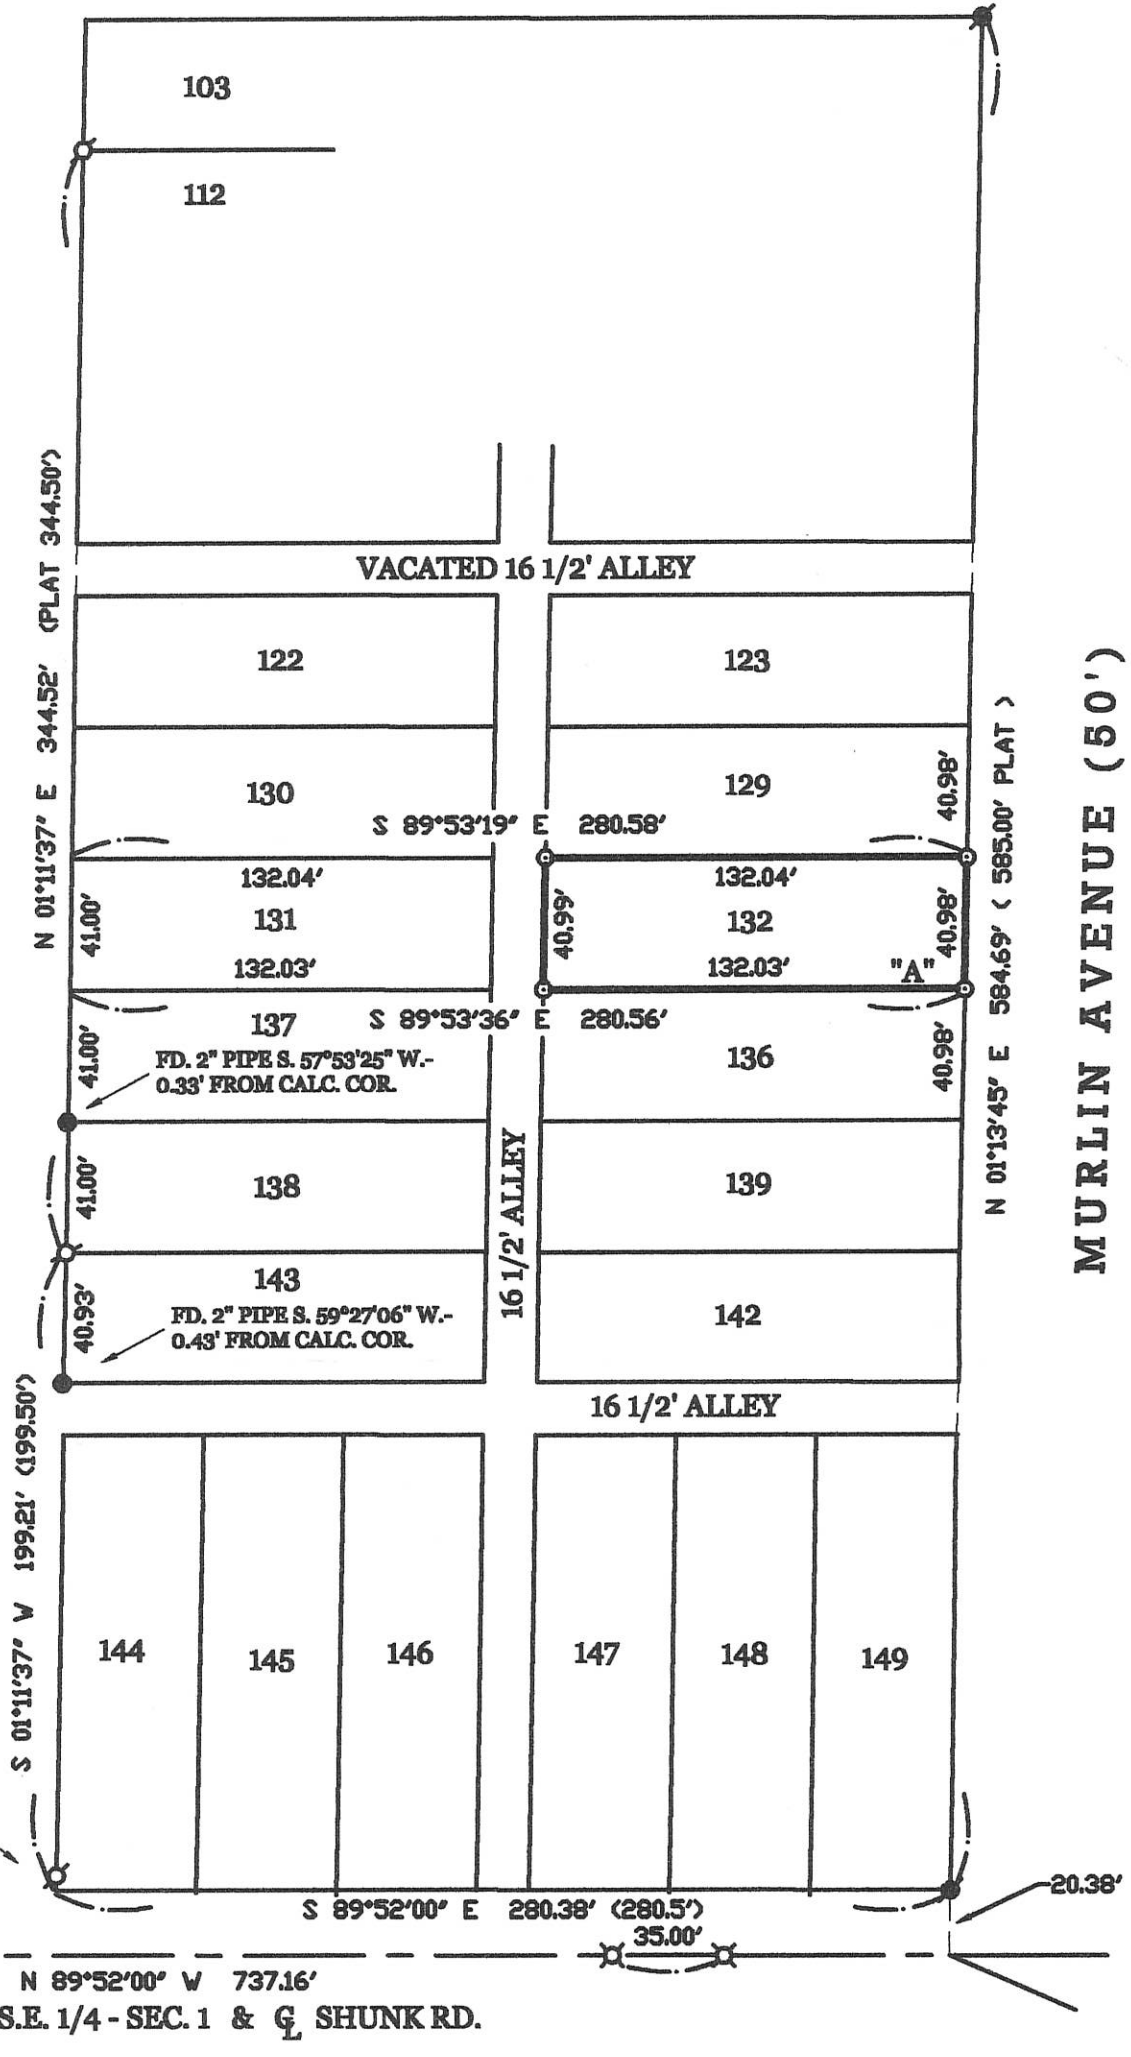 103
112
N 01°11'37" E 344.52' (PLAT 344.50')
VACATED 16 1/2' ALLEY
122
123
MURLIN AVENUE (50')
N 01°13'45" E 584.69' ( 585.00' PLAT )
130
129
40.98'
S 89°53'19" E 280.58'
132.04'
132.04'
41.00'
131
40.99'
132
40.98'
132.03'
132.03'
"A"
137
S 89°53'36" E 280.56'
41.00'
FD. 2" PIPE S. 57°53'25" W.-
0.33' FROM CALC. COR.
136
40.98'
41.00'
138
16 1/2' ALLEY
139
143
40.93'
FD. 2" PIPE S. 59°27'06" W.-
0.43' FROM CALC. COR.
142
16 1/2' ALLEY
S 01°11'37" W 199.21' (199.50')
144
145
146
147
148
149
20.38'
S 89°52'00" E 280.38' (280.5')
35.00'
N 89°52'00" W 737.16'
S.E. 1/4 - SEC. 1 & ℄ SHUNK RD.